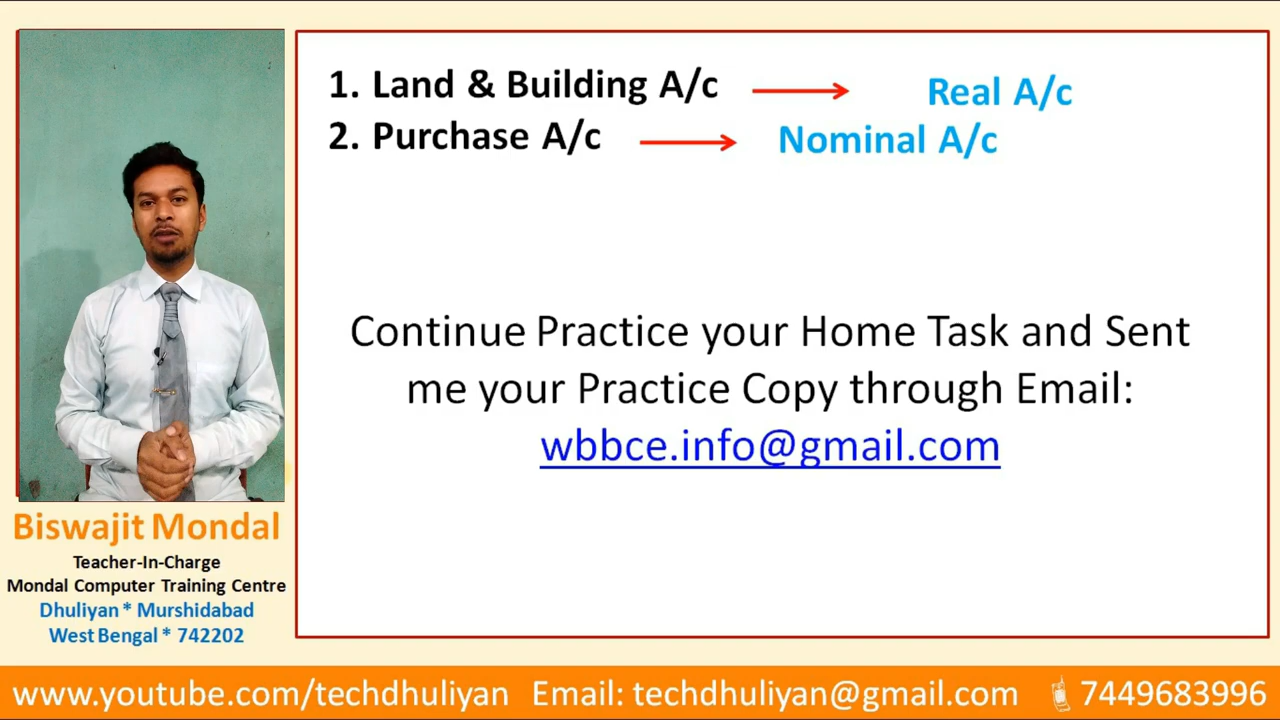 1. Land & Building A/c → Real A/c
2. Purchase A/c → Nominal A/c
Continue Practice your Home Task and Sent
me your Practice Copy through Email:
wbbce.info@gmail.com
Biswajit Mondal
Teacher-In-Charge
Mondal Computer Training Centre
Dhuliyan * Murshidabad
West Bengal * 742202
www.youtube.com/techdhuliyan Email: techdhuliyan@gmail.com 7449683996